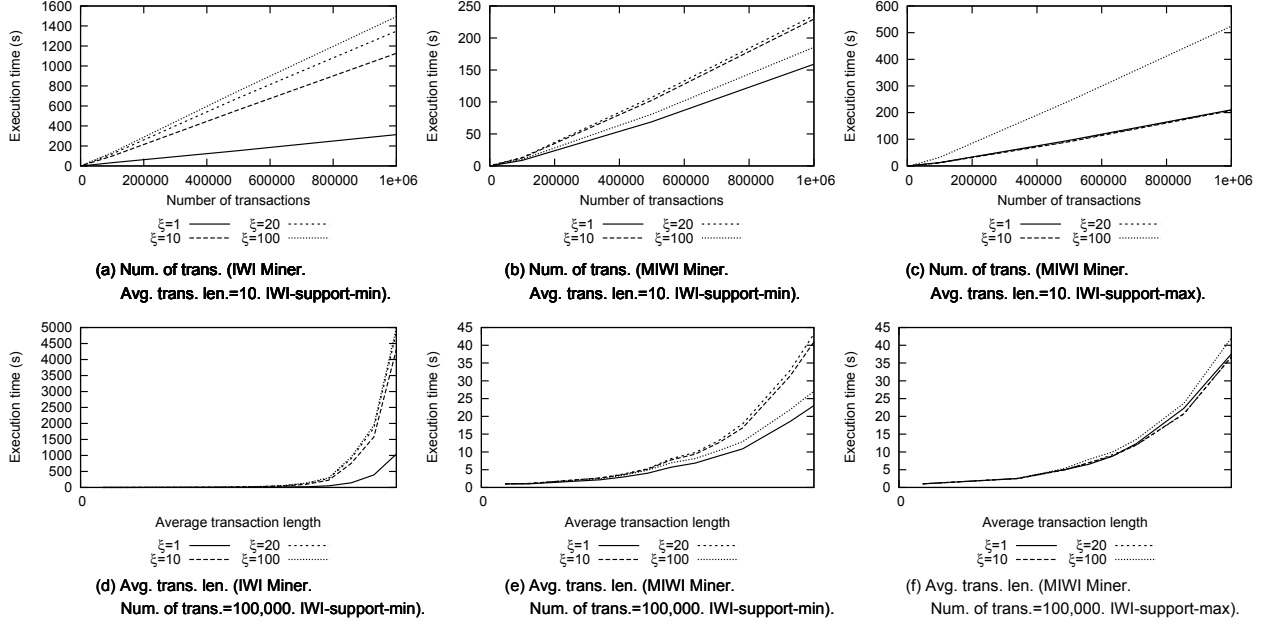 1600
1400
1200
1000
800
600
400
200
0
Execution time (s)
0 200000 400000 600000 800000 1e+06
Number of transactions
ξ=1 ξ=20
ξ=10 ξ=100
(a) Num. of trans. (IWI Miner.
Avg. trans. len.=10. IWI-support-min).
250
200
150
100
50
0
Execution time (s)
0 200000 400000 600000 800000 1e+06
Number of transactions
ξ=1 ξ=20
ξ=10 ξ=100
(b) Num. of trans. (MIWI Miner.
Avg. trans. len.=10. IWI-support-min).
600
500
400
300
200
100
0
Execution time (s)
0 200000 400000 600000 800000 1e+06
Number of transactions
ξ=1 ξ=20
ξ=10 ξ=100
(c) Num. of trans. (MIWI Miner.
Avg. trans. len.=10. IWI-support-max).
5000
4500
4000
3500
3000
2500
2000
1500
1000
500
0
Execution time (s)
0
Average transaction length
ξ=1 ξ=20
ξ=10 ξ=100
(d) Avg. trans. len. (IWI Miner.
Num. of trans.=100,000. IWI-support-min).
45
40
35
30
25
20
15
10
5
0
Execution time (s)
0
Average transaction length
ξ=1 ξ=20
ξ=10 ξ=100
(e) Avg. trans. len. (MIWI Miner.
Num. of trans.=100,000. IWI-support-min).
45
40
35
30
25
20
15
10
5
0
Execution time (s)
0
Average transaction length
ξ=1 ξ=20
ξ=10 ξ=100
(f) Avg. trans. len. (MIWI Miner.
Num. of trans.=100,000. IWI-support-max).